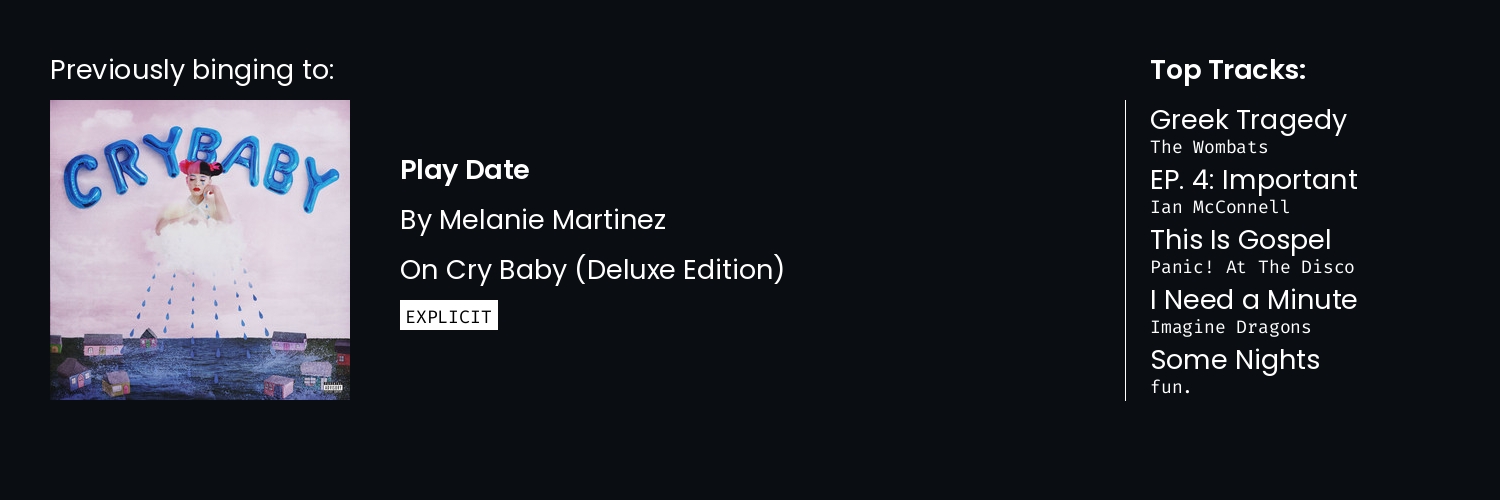 Previously binging to:
CRYBABY
Play Date
By Melanie Martinez
On Cry Baby (Deluxe Edition)
EXPLICIT
Top Tracks:
Greek Tragedy
The Wombats
EP. 4: Important
Ian McConnell
This Is Gospel
Panic! At The Disco
I Need a Minute
Imagine Dragons
Some Nights
fun.